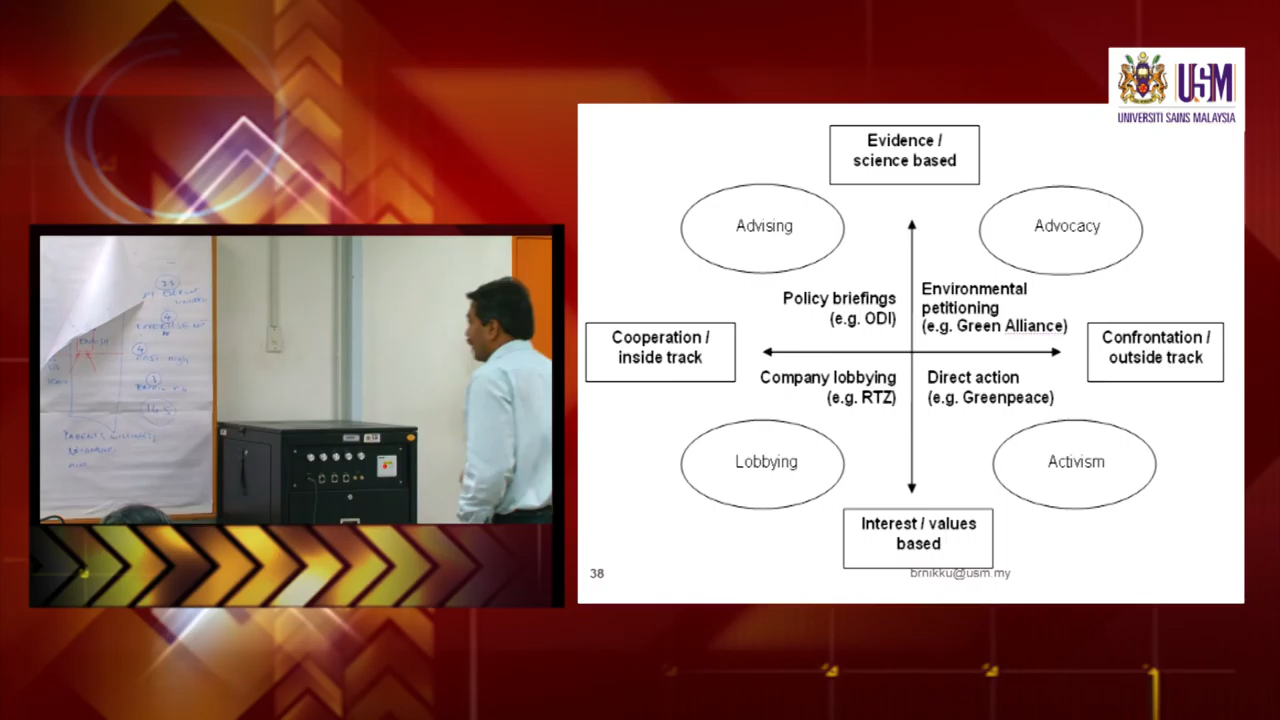 USM
UNIVERSITI SAINS MALAYSIA
Evidence /
science based
Advising
Advocacy
Policy briefings
(e.g. ODI)
Environmental
petitioning
(e.g. Green Alliance)
Cooperation /
inside track
Confrontation /
outside track
Company lobbying
(e.g. RTZ)
Direct action
(e.g. Greenpeace)
Lobbying
Activism
Interest / values
based
38
brnikku@usm.my